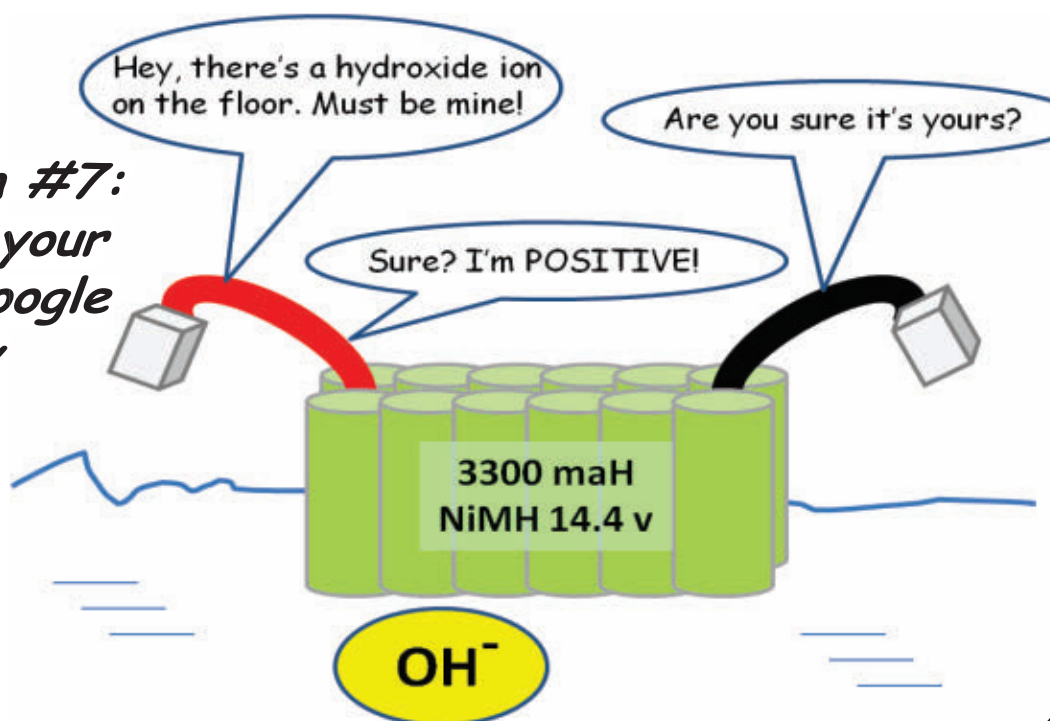 Hey, there's a hydroxide ion
on the floor. Must be mine!
Are you sure it's yours?
#7:
your
Sure? I'm POSITIVE!
3300 maH
NiMH 14.4 v
OH⁻